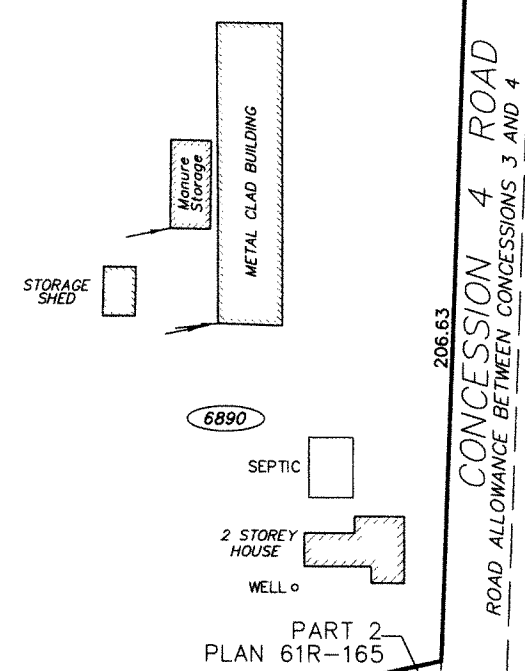 Manure
Storage
METAL CLAD BUILDING
STORAGE
SHED
206.63
CONCESSION 4 ROAD
ROAD ALLOWANCE BETWEEN CONCESSIONS 3 AND 4
6890
SEPTIC
2 STOREY
HOUSE
WELL
PART 2
PLAN 61R-165